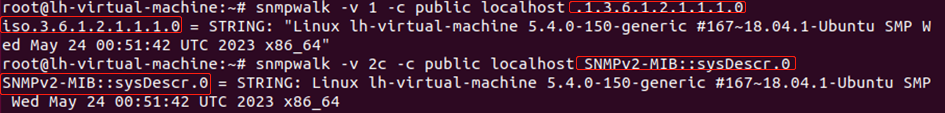 root@lh-virtual-machine:~# snmpwalk -v 1 -c public localhost .1.3.6.1.2.1.1.1.0
iso.3.6.1.2.1.1.1.0 = STRING: "Linux lh-virtual-machine 5.4.0-150-generic #167~18.04.1-Ubuntu SMP W
ed May 24 00:51:42 UTC 2023 x86_64"
root@lh-virtual-machine:~# snmpwalk -v 2c -c public localhost SNMPv2-MIB::sysDescr.0
SNMPv2-MIB::sysDescr.0 = STRING: Linux lh-virtual-machine 5.4.0-150-generic #167~18.04.1-Ubuntu SMP
 Wed May 24 00:51:42 UTC 2023 x86_64